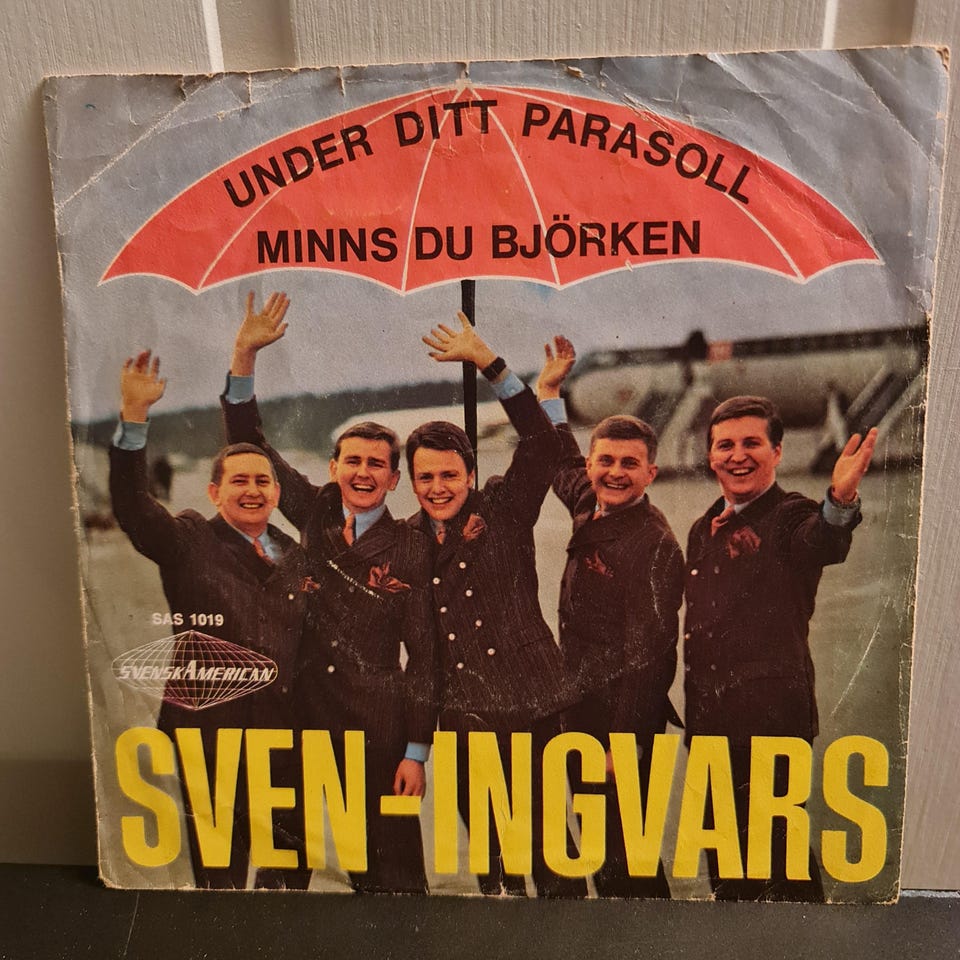 UNDER DITT PARASOLL
MINNS DU BJÖRKEN
SAS 1019
SVENSKAMERICAN
SVEN-INGVARS